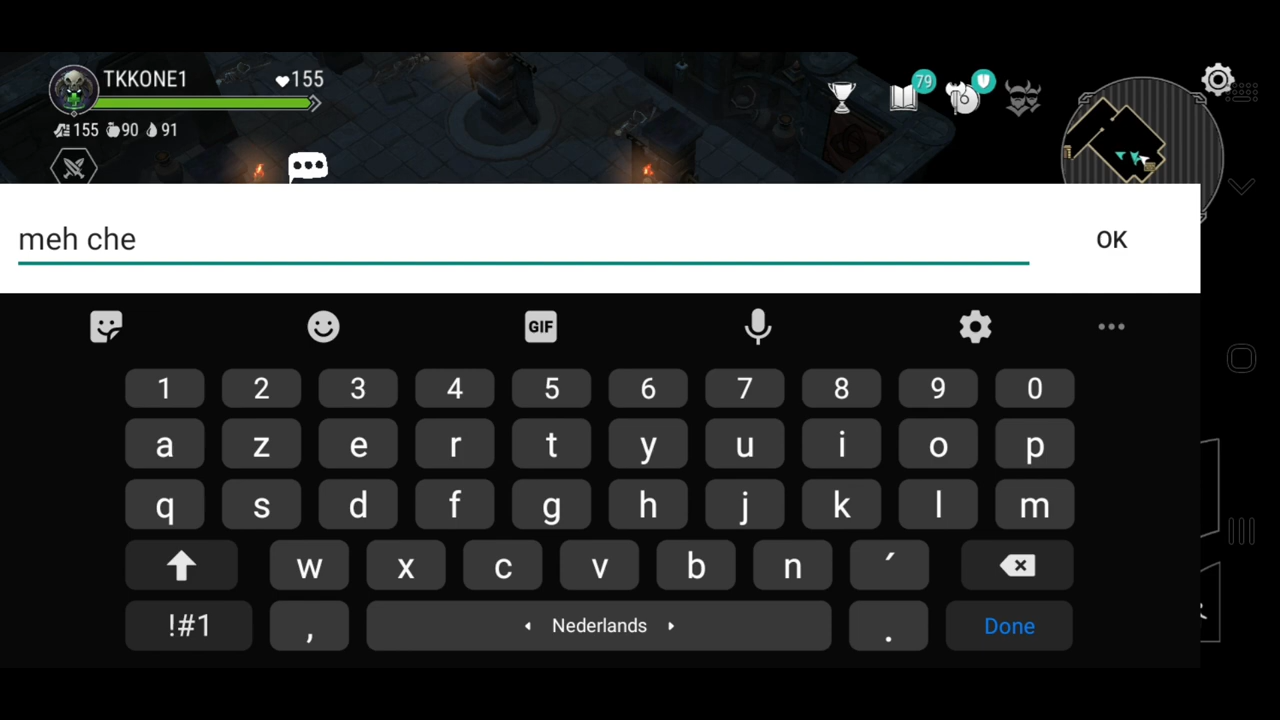 TKKONE1 155
155 90 91
79
meh che
OK
GIF
1 2 3 4 5 6 7 8 9 0
a z e r t y u i o p
q s d f g h j k l m
w x c v b n ´
!#1 , Nederlands . Done